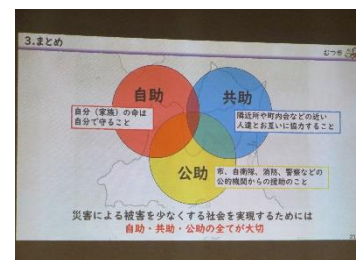 3.まとめ
むつ市
自助
共助
自分（家族）の命は
自分で守ること
隣近所や町内会などの近い
人達とお互いに協力すること
公助
市、自衛隊、消防、警察などの
公的機関からの援助のこと
災害による被害を少なくする社会を実現するためには
自助・共助・公助の全てが大切